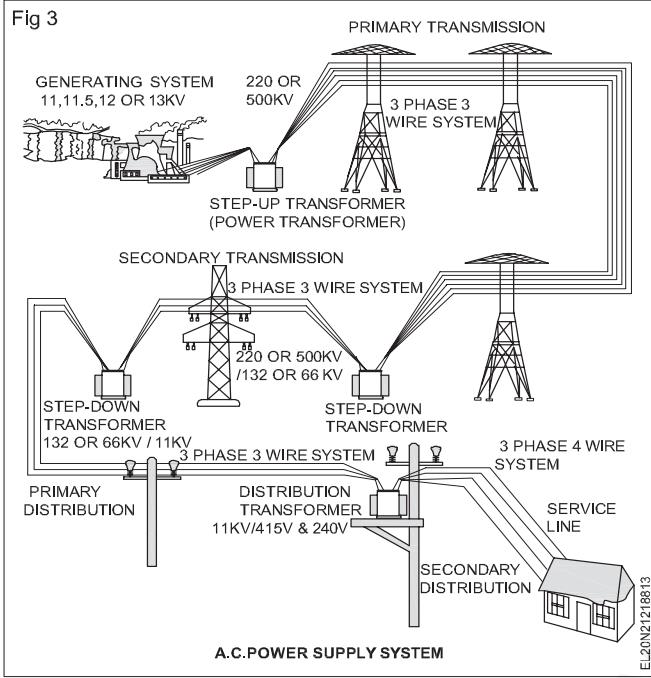 Fig 3
PRIMARY TRANSMISSION
GENERATING SYSTEM
11,11.5,12 OR 13KV
220 OR
500KV
3 PHASE 3
WIRE SYSTEM
STEP-UP TRANSFORMER
(POWER TRANSFORMER)
SECONDARY TRANSMISSION
3 PHASE 3 WIRE SYSTEM
220 OR 500KV
/132 OR 66 KV
STEP-DOWN
TRANSFORMER
132 OR 66KV / 11KV
STEP-DOWN
TRANSFORMER
3 PHASE 3 WIRE SYSTEM
3 PHASE 4 WIRE
SYSTEM
PRIMARY
DISTRIBUTION
DISTRIBUTION
TRANSFORMER
11KV/415V & 240V
SERVICE
LINE
SECONDARY
DISTRIBUTION
A.C.POWER SUPPLY SYSTEM
EL20N21218813